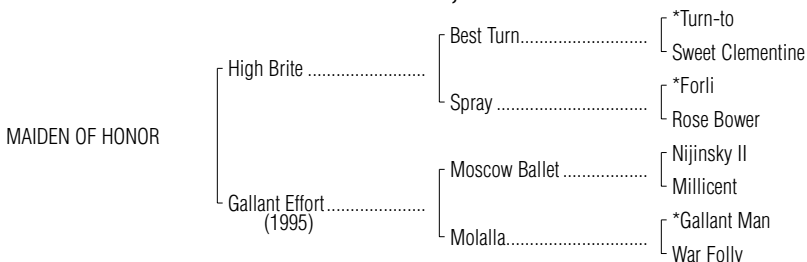 *Turn-to
Best Turn..............................
Sweet Clementine
High Brite ...........................
*Forli
Spray ...................................
Rose Bower
MAIDEN OF HONOR
Nijinsky II
Moscow Ballet ....................
Millicent
Gallant Effort.......................
(1995)
*Gallant Man
Molalla.................................
War Folly